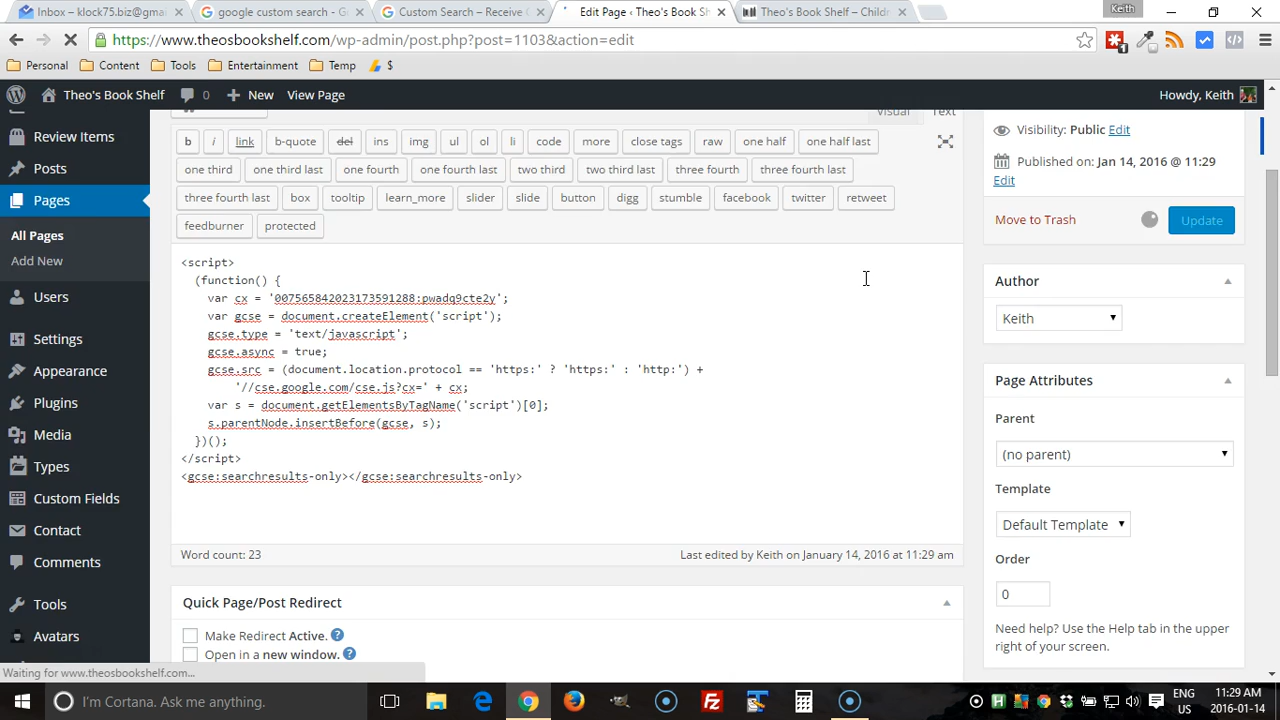 Inbox – klock75.biz@gma
google custom search - G
Custom Search – Receive
Edit Page ‹ Theo's Book S
Theo's Book Shelf – Childr
Keith
https://www.theosbookshelf.com/wp-admin/post.php?post=1103&action=edit
1
Personal
Content
Tools
Entertainment
Temp
$
Theo's Book Shelf
0
New
View Page
Howdy, Keith
Review Items
Posts
Pages
All Pages
Add New
Users
Settings
Appearance
Plugins
Media
Types
Custom Fields
Contact
Comments
Tools
Avatars
Visual
Text
b
i
link
b-quote
del
ins
img
ul
ol
li
code
more
close tags
raw
one half
one half last
one third
one third last
one fourth
one fourth last
two third
two third last
three fourth
three fourth last
three fourth last
box
tooltip
learn_more
slider
slide
button
digg
stumble
facebook
twitter
retweet
feedburner
protected
<script>
(function() {
var cx = '007565842023173591288:pwadq9cte2y';
var gcse = document.createElement('script');
gcse.type = 'text/javascript';
gcse.async = true;
gcse.src = (document.location.protocol == 'https:' ? 'https:' : 'http:') +
'//cse.google.com/cse.js?cx=' + cx;
var s = document.getElementsByTagName('script')[0];
s.parentNode.insertBefore(gcse, s);
})();
</script>
<gcse:searchresults-only></gcse:searchresults-only>
Word count: 23
Last edited by Keith on January 14, 2016 at 11:29 am
Quick Page/Post Redirect
Make Redirect Active.
Open in a new window.
Visibility: Public Edit
Published on: Jan 14, 2016 @ 11:29
Edit
Move to Trash
Update
Author
Keith
Page Attributes
Parent
(no parent)
Template
Default Template
Order
0
Need help? Use the Help tab in the upper
right of your screen.
Waiting for www.theosbookshelf.com...
I'm Cortana. Ask me anything.
ENG
US
11:29 AM
2016-01-14